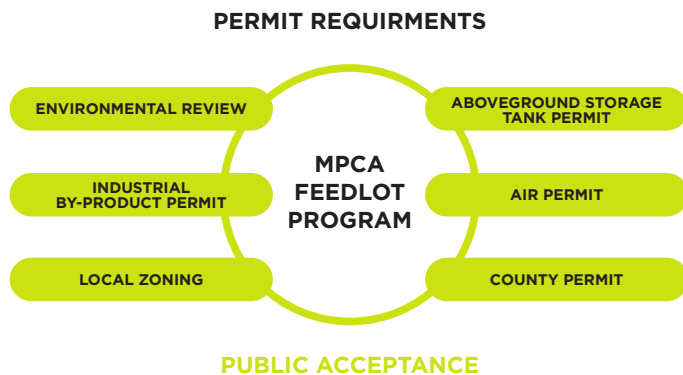 PERMIT REQUIRMENTS
ENVIRONMENTAL REVIEW
INDUSTRIAL
BY-PRODUCT PERMIT
LOCAL ZONING
MPCA
FEEDLOT
PROGRAM
ABOVEGROUND STORAGE
TANK PERMIT
AIR PERMIT
COUNTY PERMIT
PUBLIC ACCEPTANCE